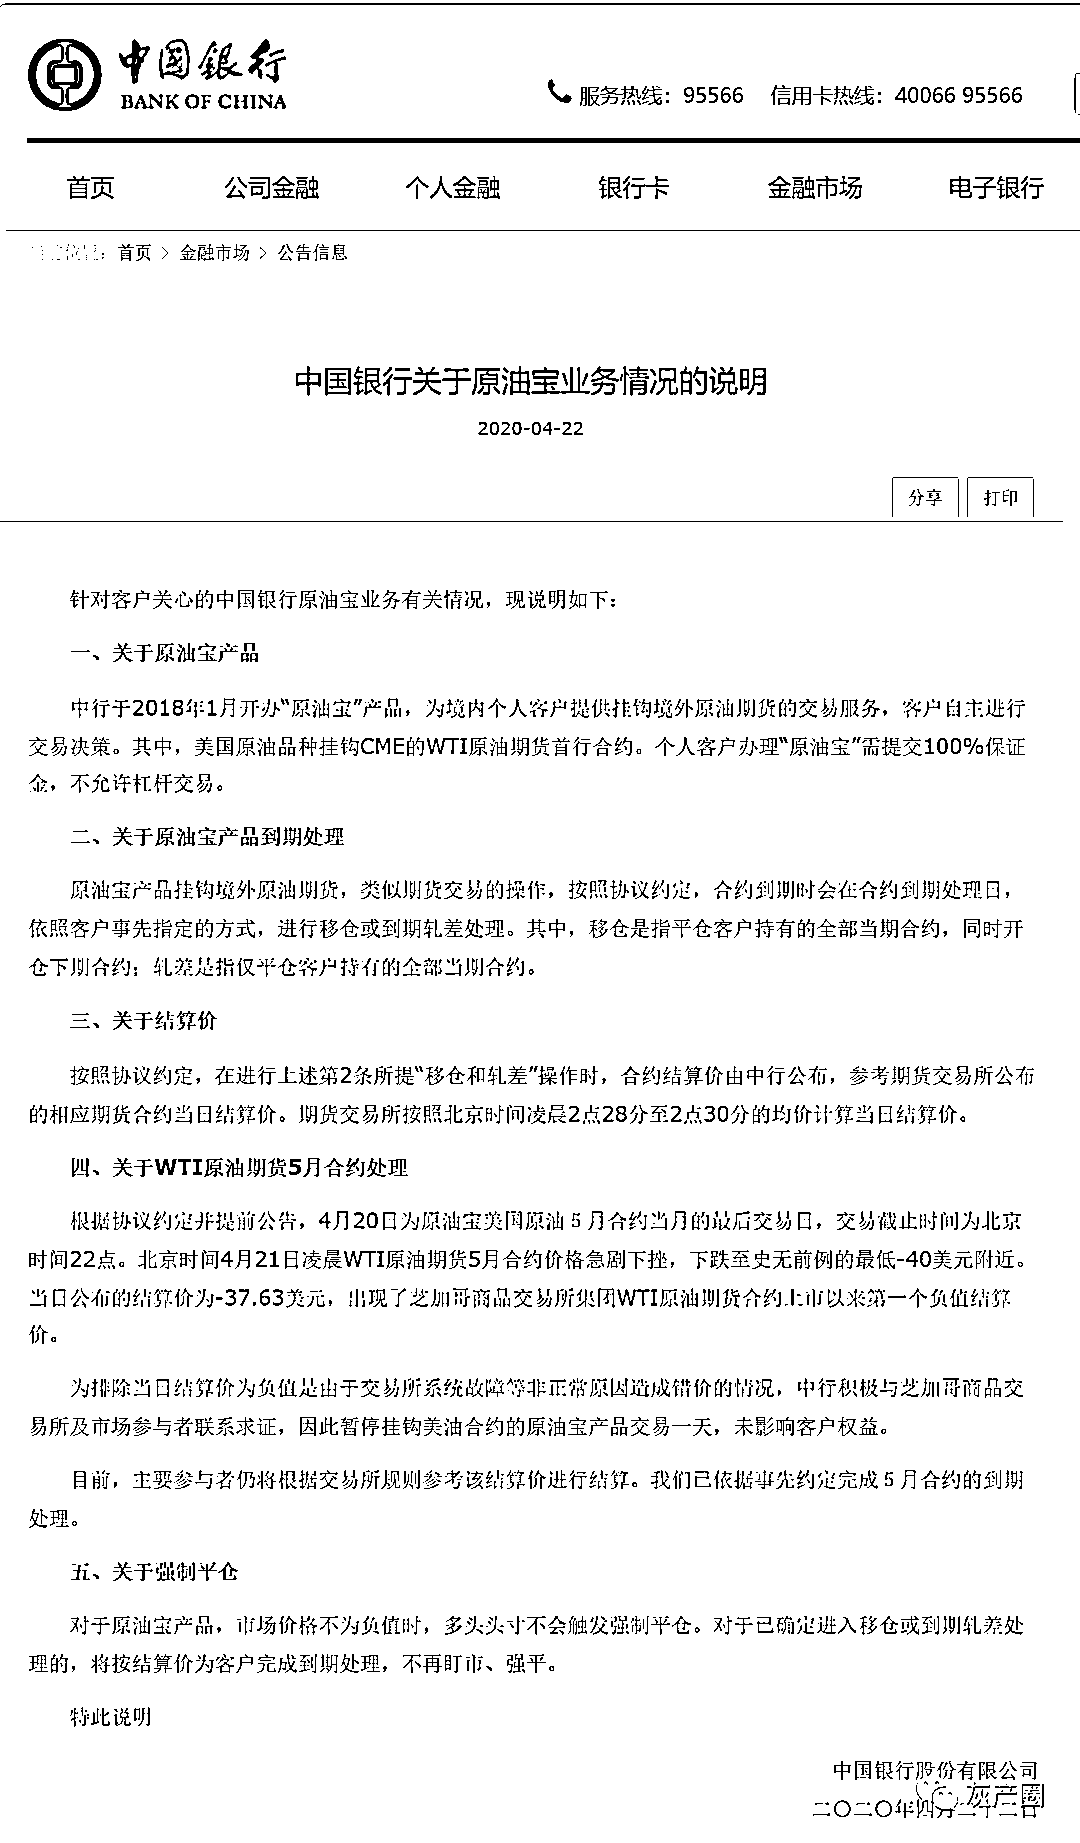 中国银行
BANK OF CHINA
服务热线：95566 信用卡热线：40066 95566
首页 公司金融 个人金融 银行卡 金融市场 电子银行
首页 > 金融市场 > 公告信息
中国银行关于原油宝业务情况的说明
2020-04-22
分享 打印
针对客户关心的中国银行原油宝业务有关情况，现说明如下：
一、关于原油宝产品
中行于2018年1月开办“原油宝”产品，为境内个人客户提供挂钩境外原油期货的交易服务，客户自主进行
交易决策。其中，美国原油品种挂钩CME的WTI原油期货首行合约。个人客户办理“原油宝”需提交100%保证
金，不允许杠杆交易。
二、关于原油宝产品到期处理
原油宝产品挂钩境外原油期货，类似期货交易的操作，按照协议约定，合约到期时会在合约到期处理日，
依照客户事先指定的方式，进行移仓或到期轧差处理。其中，移仓是指平仓客户持有的全部当期合约，同时开
仓下期合约；轧差是指仅平仓客户持有的全部当期合约。
三、关于结算价
按照协议约定，在进行上述第2条所提“移仓和轧差”操作时，合约结算价由中行公布，参考期货交易所公布
的相应期货合约当日结算价。期货交易所按照北京时间凌晨2点28分至2点30分的均价计算当日结算价。
四、关于WTI原油期货5月合约处理
根据协议约定并提前公告，4月20日为原油宝美国原油５月合约当月的最后交易日，交易截止时间为北京
时间22点。北京时间4月21日凌晨WTI原油期货5月合约价格急剧下挫，下跌至史无前例的最低-40美元附近。
当日公布的结算价为-37.63美元，出现了芝加哥商品交易所集团WTI原油期货合约上市以来第一个负值结算
价。
为排除当日结算价为负值是由于交易所系统故障等非正常原因造成错价的情况，中行积极与芝加哥商品交
易所及市场参与者联系求证，因此暂停挂钩美油合约的原油宝产品交易一天，未影响客户权益。
目前，主要参与者仍将根据交易所规则参考该结算价进行结算。我们已依据事先约定完成５月合约的到期
处理。
五、关于强制平仓
对于原油宝产品，市场价格不为负值时，多头头寸不会触发强制平仓。对于已确定进入移仓或到期轧差处
理的，将按结算价为客户完成到期处理，不再盯市、强平。
特此说明
中国银行股份有限公司
二〇二〇年四月二十二日
灰产圈